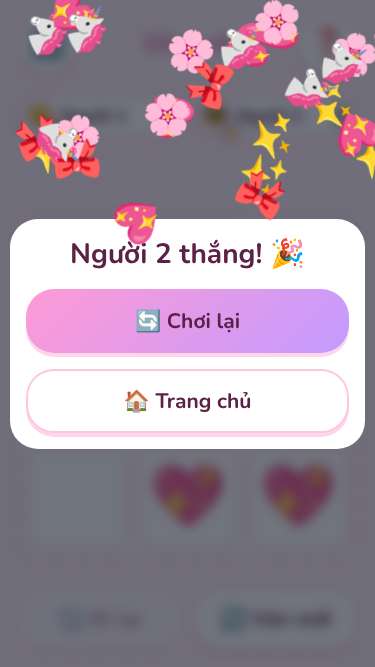 Người 2 thắng! 🎉
🔄 Chơi lại
🏠 Trang chủ